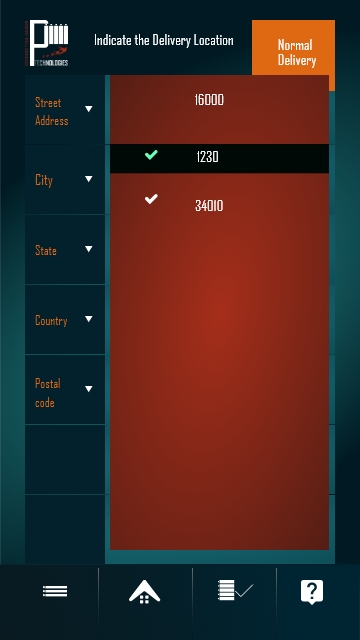 Indicate the Delivery Location
Normal
Delivery
TECHNOLOGIES
Street
Address
16000
1230
City
34010
State
Country
Postal
code